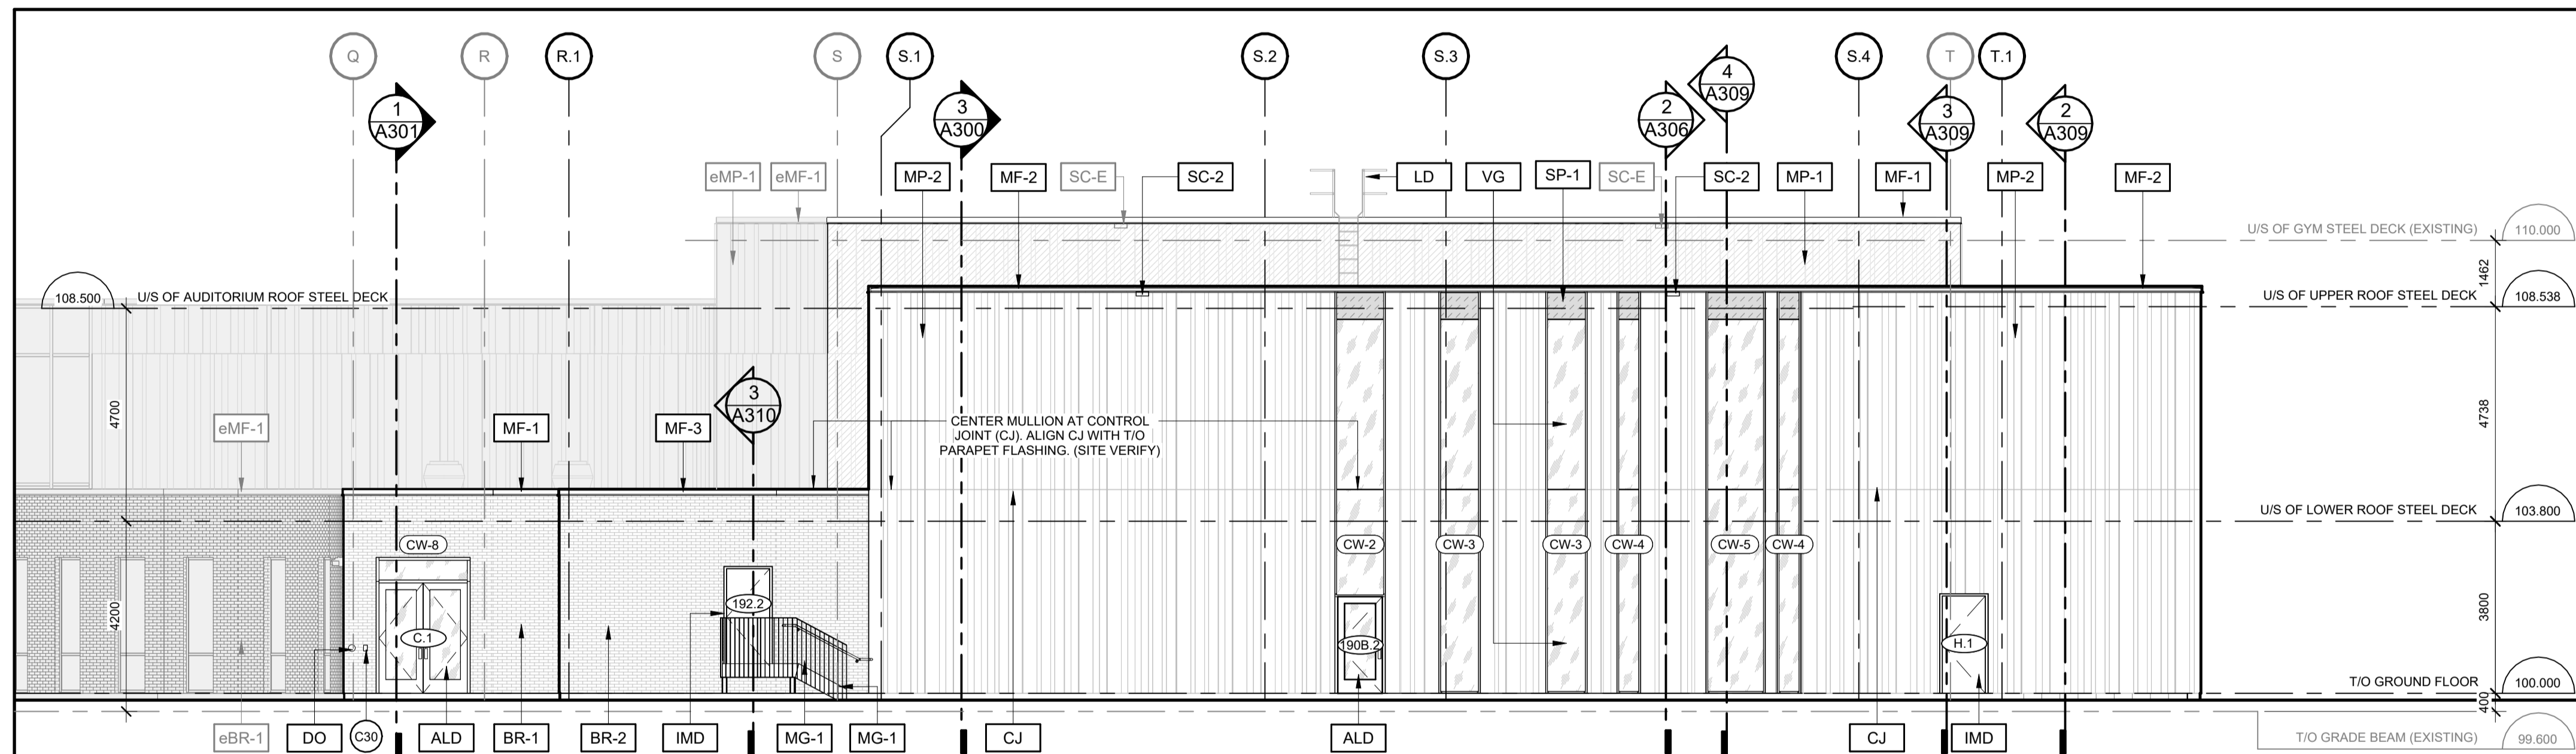 Q
R
R.1
S
S.1
S.2
S.3
S.4
T
T.1
1
A301
3
A300
2
A306
4
A309
3
A309
2
A309
eMP-1
eMF-1
MP-2
MF-2
SC-E
SC-2
LD
VG
SP-1
SC-E
SC-2
MP-1
MF-1
MP-2
MF-2
U/S OF GYM STEEL DECK (EXISTING)
110.000
1462
108.500
U/S OF AUDITORIUM ROOF STEEL DECK
U/S OF UPPER ROOF STEEL DECK
108.538
3
A310
4700
eMF-1
MF-1
MF-3
CENTER MULLION AT CONTROL
JOINT (CJ). ALIGN CJ WITH T/O
PARAPET FLASHING. (SITE VERIFY)
4738
U/S OF LOWER ROOF STEEL DECK
103.800
CW-8
CW-2
CW-3
CW-3
CW-4
CW-5
CW-4
4200
192.2
C.1
190B.2
H.1
3800
T/O GROUND FLOOR
100.000
400
eBR-1
DO
C30
ALD
BR-1
BR-2
IMD
MG-1
MG-1
CJ
ALD
CJ
IMD
T/O GRADE BEAM (EXISTING)
99.600